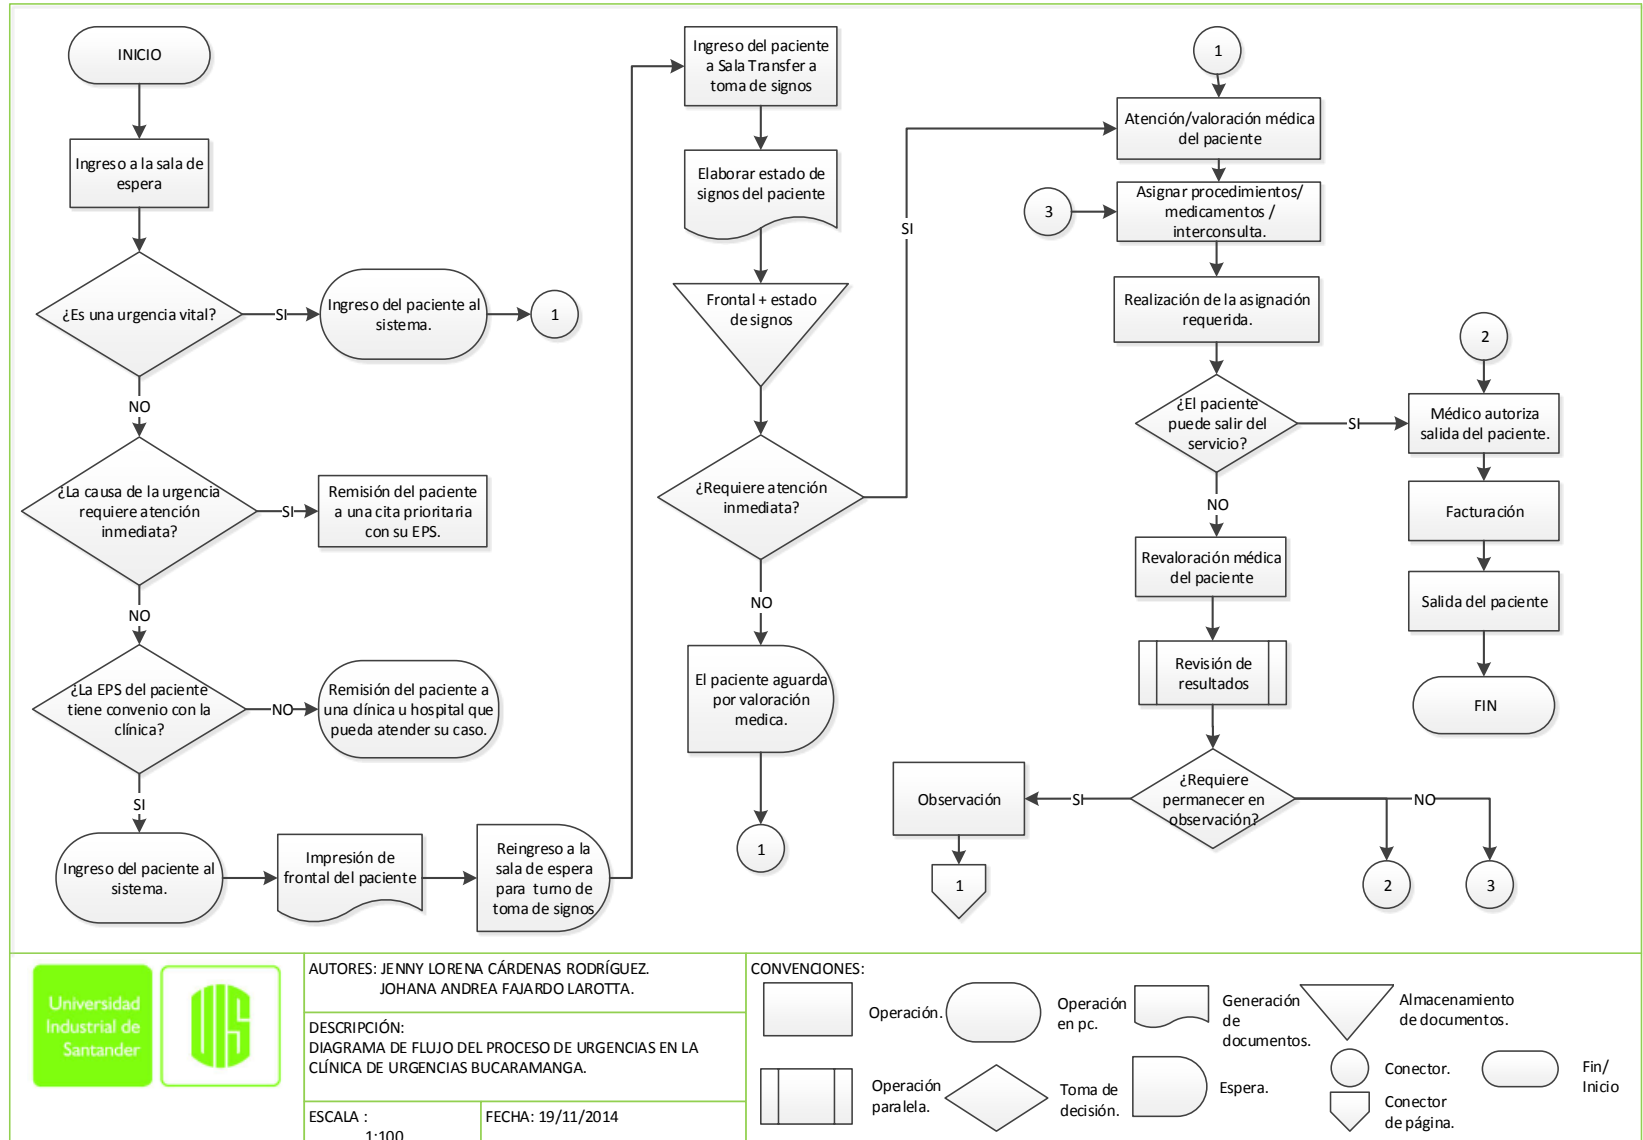 INICIO
Ingreso a la sala de
espera
¿Es una urgencia vital?
SI
Ingreso del paciente al
sistema.
1
NO
¿La causa de la urgencia
requiere atención
inmediata?
SI
Remisión del paciente
a una cita prioritaria
con su EPS.
NO
¿La EPS del paciente
tiene convenio con la
clínica?
NO
Remisión del paciente a
una clínica u hospital que
pueda atender su caso.
SI
Ingreso del paciente al
sistema.
Impresión de
frontal del paciente
Reingreso a la
sala de espera
para turno de
toma de signos
Ingreso del paciente
a Sala Transfer a
toma de signos
Elaborar estado de
signos del paciente
Frontal + estado
de signos
¿Requiere atención
inmediata?
SI
NO
El paciente aguarda
por valoración
medica.
1
1
Atención/valoración médica
del paciente
3
Asignar procedimientos/
medicamentos /
interconsulta.
Realización de la asignación
requerida.
¿El paciente
puede salir del
servicio?
SI
2
Médico autoriza
salida del paciente.
Facturación
Salida del paciente
FIN
NO
Revaloración médica
del paciente
Revisión de
resultados
¿Requiere
permanecer en
observación?
SI
Observación
1
NO
2
3
Universidad
Industrial de
Santander
UIS
AUTORES: JENNY LORENA CÁRDENAS RODRÍGUEZ.
JOHANA ANDREA FAJARDO LAROTTA.
DESCRIPCIÓN:
DIAGRAMA DE FLUJO DEL PROCESO DE URGENCIAS EN LA
CLÍNICA DE URGENCIAS BUCARAMANGA.
ESCALA :
1:100
FECHA: 19/11/2014
CONVENCIONES:
Operación.
Operación
en pc.
Generación
de
documentos.
Almacenamiento
de documentos.
Operación
paralela.
Toma de
decisión.
Espera.
Conector.
Conector
de página.
Fin/
Inicio